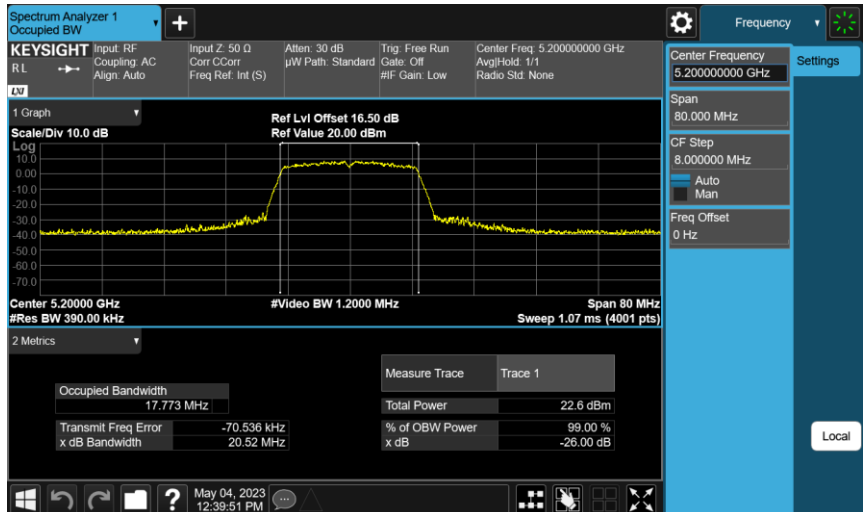 Spectrum Analyzer 1
Occupied BW
Frequency
KEYSIGHT
RL
LXI
Input: RF
Coupling: AC
Align: Auto
Input Z: 50 Ω
Corr CCorr
Freq Ref: Int (S)
Atten: 30 dB
µW Path: Standard
Trig: Free Run
Gate: Off
#IF Gain: Low
Center Freq: 5.200000000 GHz
Avg|Hold: 1/1
Radio Std: None
Center Frequency
5.200000000 GHz
Settings
Span
80.000 MHz
CF Step
8.000000 MHz
Auto
Man
Freq Offset
0 Hz
Local
1 Graph
Scale/Div 10.0 dB
Ref Lvl Offset 16.50 dB
Ref Value 20.00 dBm
Log
10.0
0.00
-10.0
-20.0
-30.0
-40.0
-50.0
-60.0
-70.0
Center 5.20000 GHz
#Video BW 1.2000 MHz
Span 80 MHz
#Res BW 390.00 kHz
Sweep 1.07 ms (4001 pts)
2 Metrics
Measure Trace
Trace 1
Occupied Bandwidth
17.773 MHz
Total Power
22.6 dBm
Transmit Freq Error
-70.536 kHz
% of OBW Power
99.00 %
x dB Bandwidth
20.52 MHz
x dB
-26.00 dB
May 04, 2023
12:39:51 PM